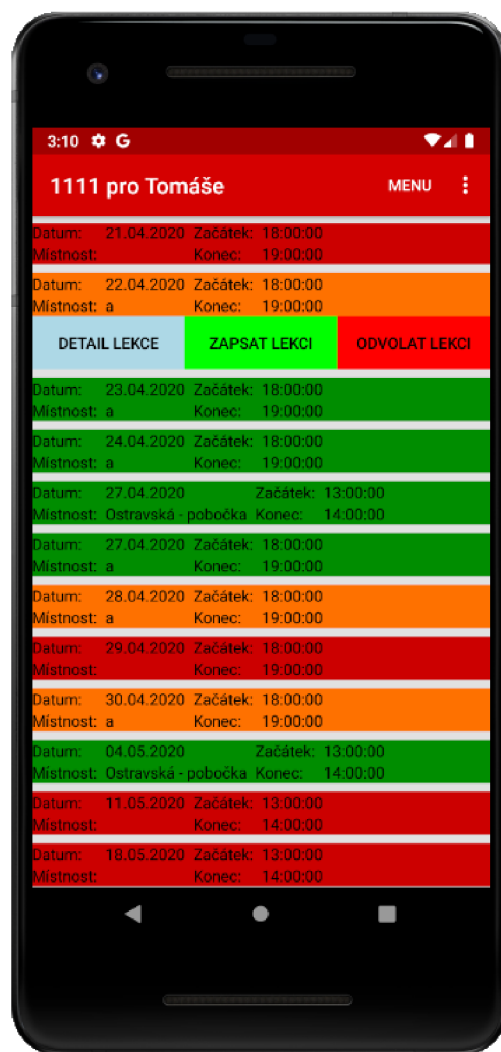 3:10 G
1111 pro Tomáše MENU
Datum: 21.04.2020 Začátek: 18:00:00
Místnost: Konec: 19:00:00
Datum: 22.04.2020 Začátek: 18:00:00
Místnost: a Konec: 19:00:00
DETAIL LEKCE ZAPSAT LEKCI ODVOLAT LEKCI
Datum: 23.04.2020 Začátek: 18:00:00
Místnost: a Konec: 19:00:00
Datum: 24.04.2020 Začátek: 18:00:00
Místnost: a Konec: 19:00:00
Datum: 27.04.2020 Začátek: 13:00:00
Místnost: Ostravská - pobočka Konec: 14:00:00
Datum: 27.04.2020 Začátek: 18:00:00
Místnost: a Konec: 19:00:00
Datum: 28.04.2020 Začátek: 18:00:00
Místnost: a Konec: 19:00:00
Datum: 29.04.2020 Začátek: 18:00:00
Místnost: Konec: 19:00:00
Datum: 30.04.2020 Začátek: 18:00:00
Místnost: a Konec: 19:00:00
Datum: 04.05.2020 Začátek: 13:00:00
Místnost: Ostravská - pobočka Konec: 14:00:00
Datum: 11.05.2020 Začátek: 13:00:00
Místnost: Konec: 14:00:00
Datum: 18.05.2020 Začátek: 13:00:00
Místnost: Konec: 14:00:00